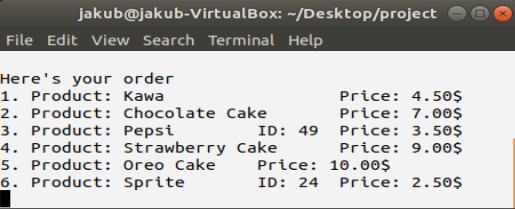 jakub@jakub-VirtualBox: ~/Desktop/project
File Edit View Search Terminal Help
Here's your order
1. Product: Kawa Price: 4.50$
2. Product: Chocolate Cake Price: 7.00$
3. Product: Pepsi ID: 49 Price: 3.50$
4. Product: Strawberry Cake Price: 9.00$
5. Product: Oreo Cake Price: 10.00$
6. Product: Sprite ID: 24 Price: 2.50$